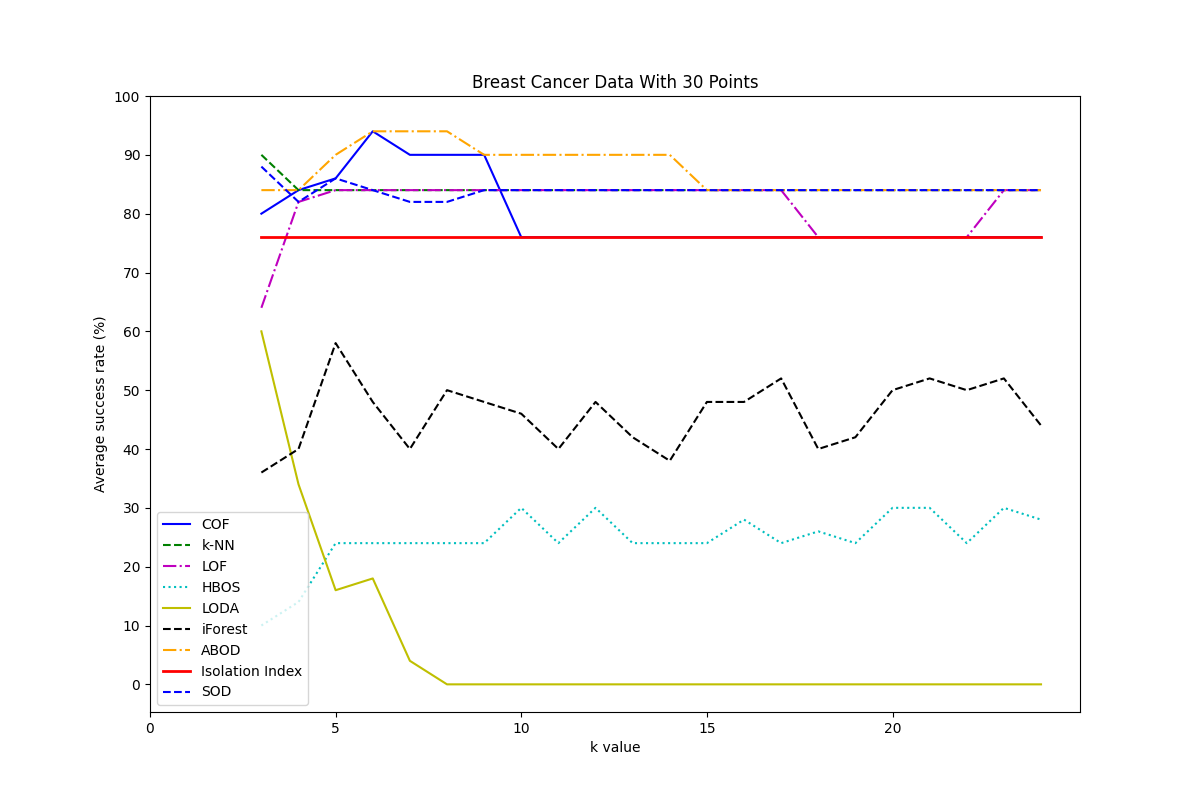 Breast Cancer Data With 30 Points
100
90
80
70
60
50
40
30
20
10
0
Average success rate (%)
COF
k-NN
LOF
HBOS
LODA
iForest
ABOD
Isolation Index
SOD
0 5 10 15 20
k value